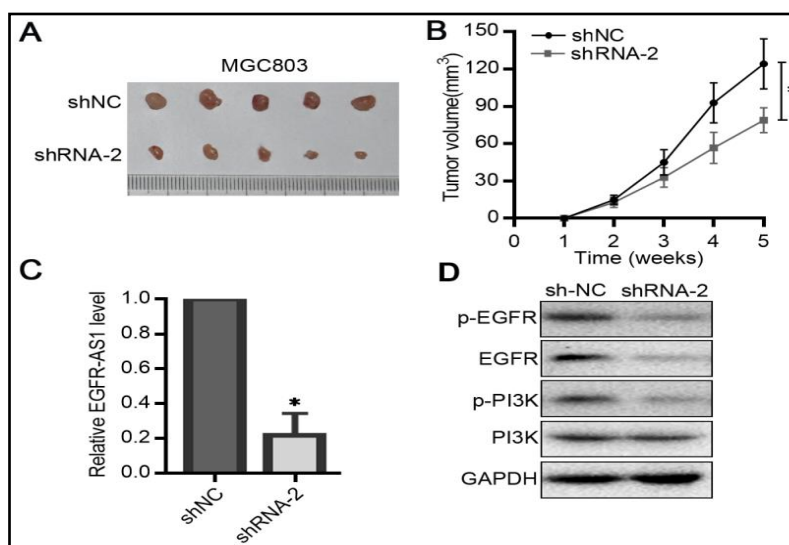 A
MGC803
shNC
shRNA-2
B
shNC
shRNA-2
Tumor volume(mm3)
150
120
90
60
30
0
0 1 2 3 4 5
Time (weeks)
*
C
Relative EGFR-AS1 level
1.0
0.8
0.6
0.4
0.2
0.0
*
shNC
shRNA-2
D
sh-NC shRNA-2
p-EGFR
EGFR
p-PI3K
PI3K
GAPDH